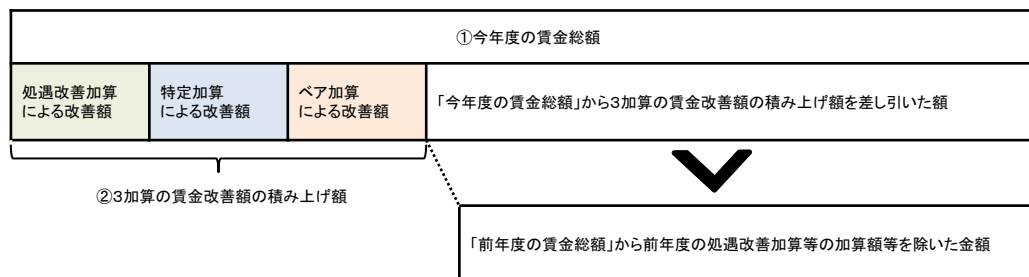 ①今年度の賃金総額
処遇改善加算
による改善額
特定加算
による改善額
ベア加算
による改善額
「今年度の賃金総額」から3加算の賃金改善額の積み上げ額を差し引いた額
②3加算の賃金改善額の積み上げ額
「前年度の賃金総額」から前年度の処遇改善加算等の加算額等を除いた金額